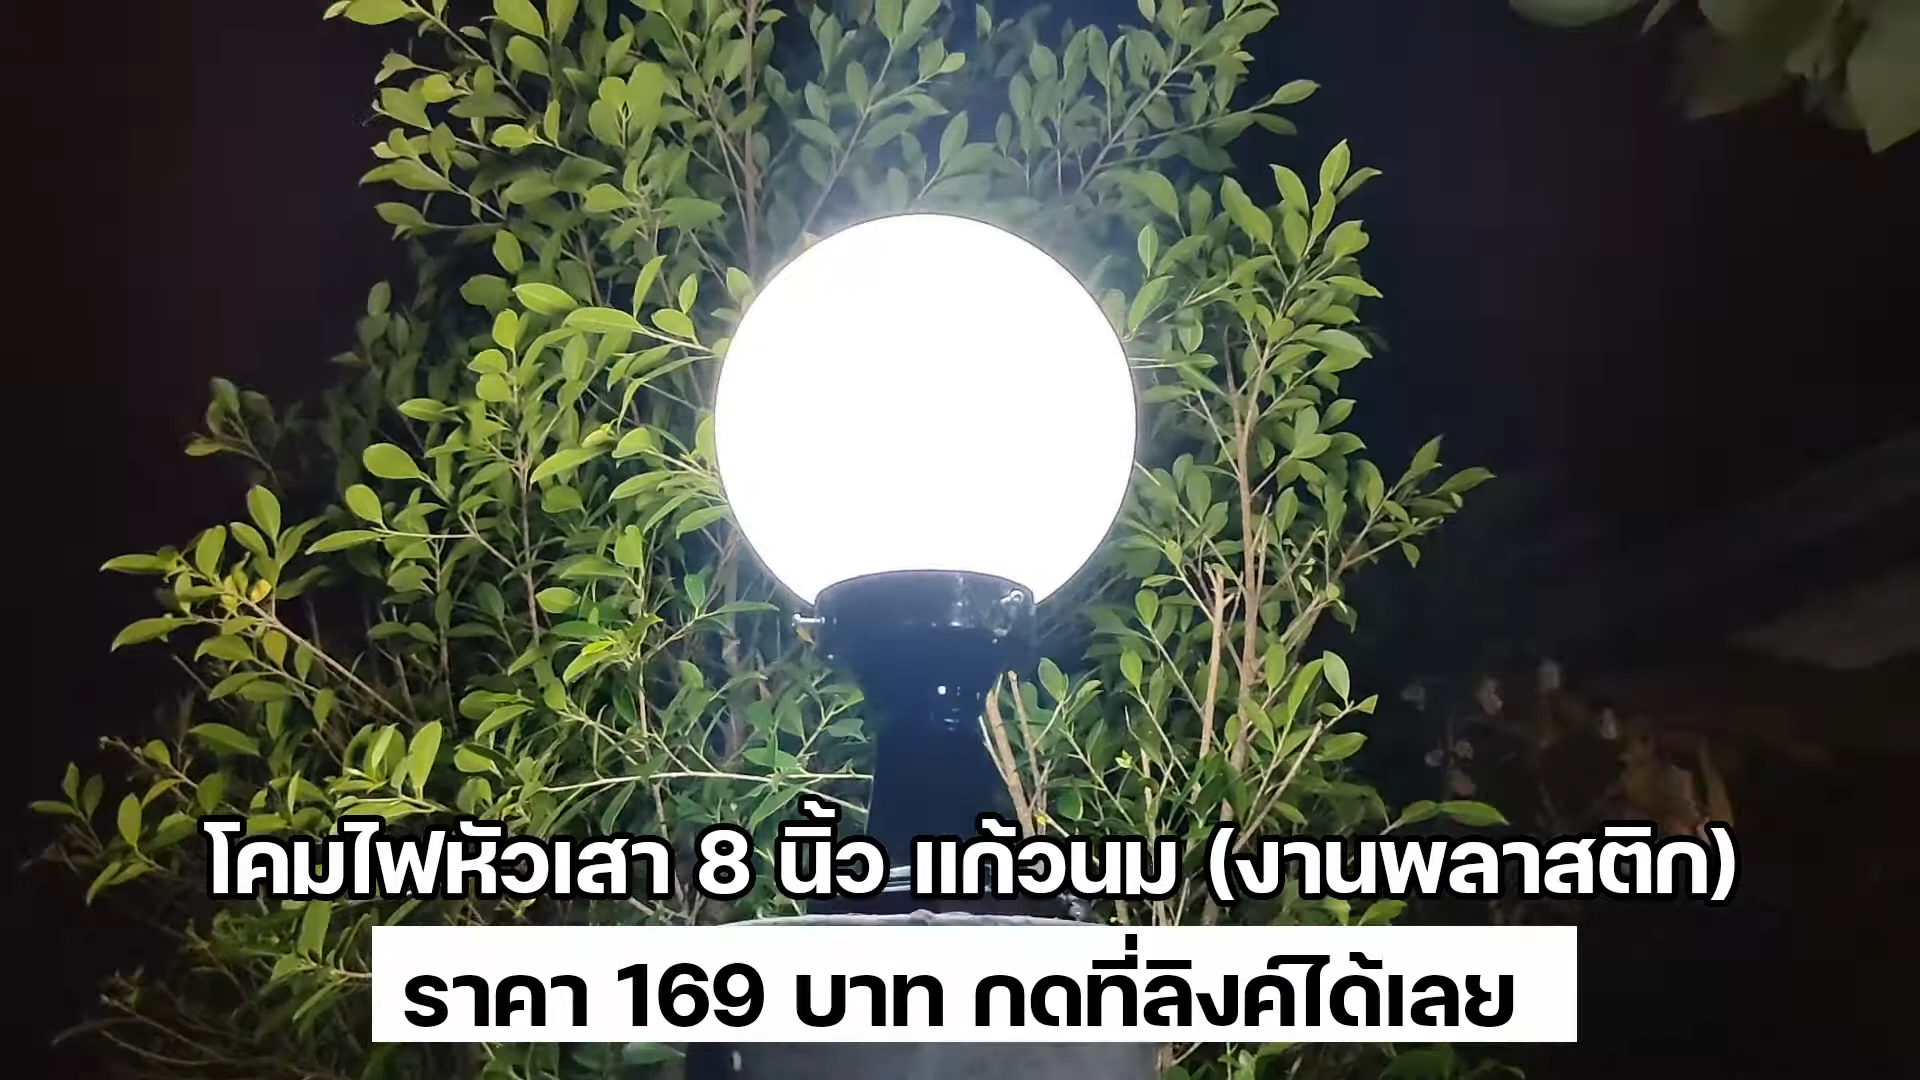 โคมไฟหัวเสา 8 นิ้ว แก้วนม (งานพลาสติก)
ราคา 169 บาท กดที่ลิงค์ได้เลย